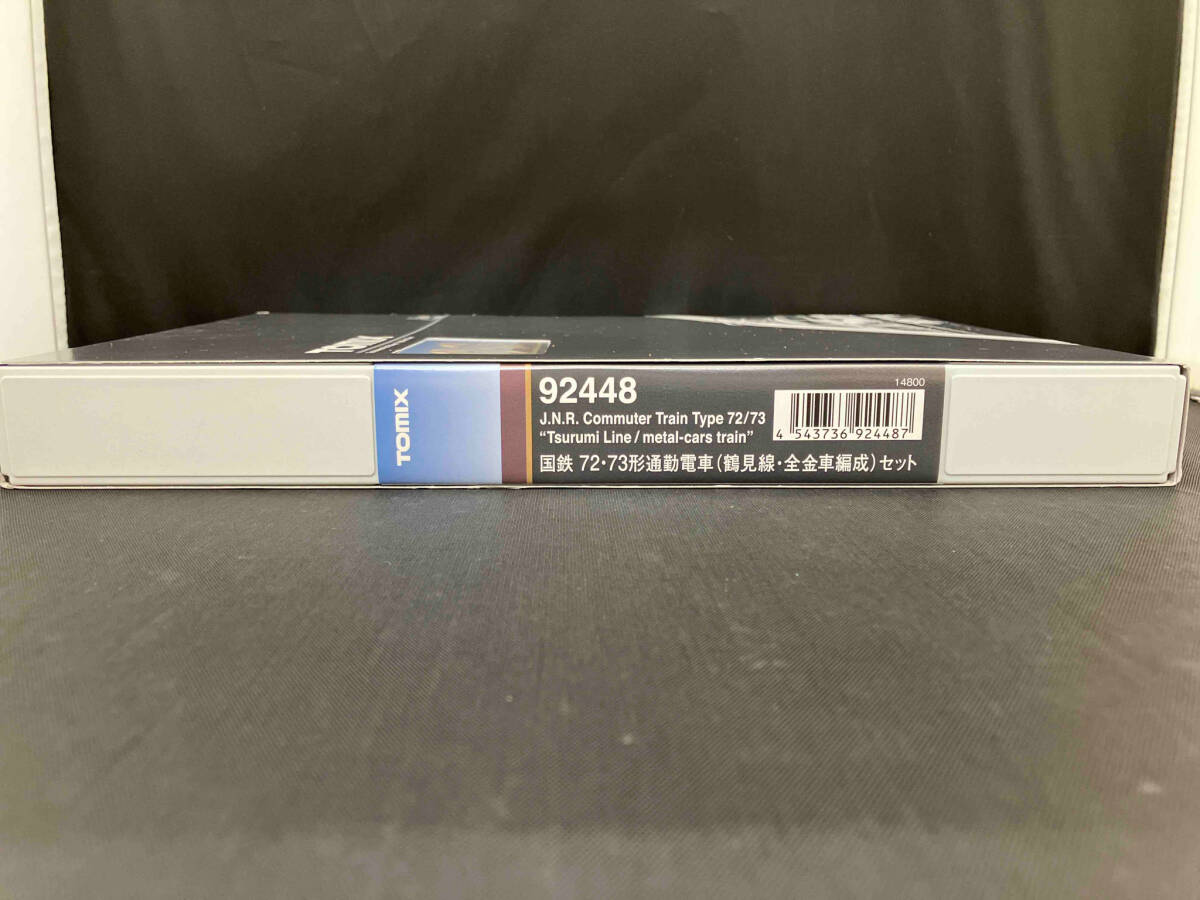 TOMIX
TOMIX
92448
14800
J.N.R. Commuter Train Type 72/73
"Tsurumi Line / metal-cars train"
4 543736 924487
国鉄 72・73形通勤電車(鶴見線・全金車編成)セット